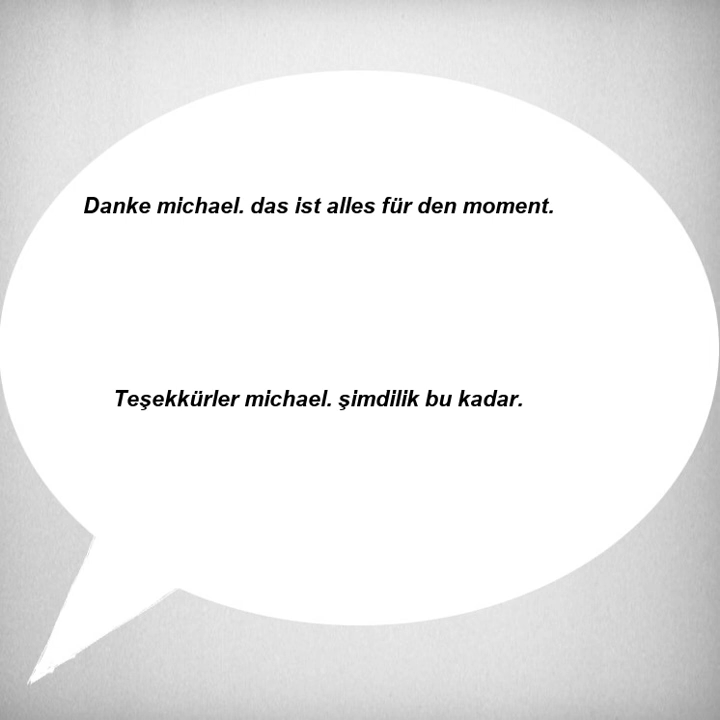 Danke michael. das ist alles für den moment.
Teşekkürler michael. şimdilik bu kadar.